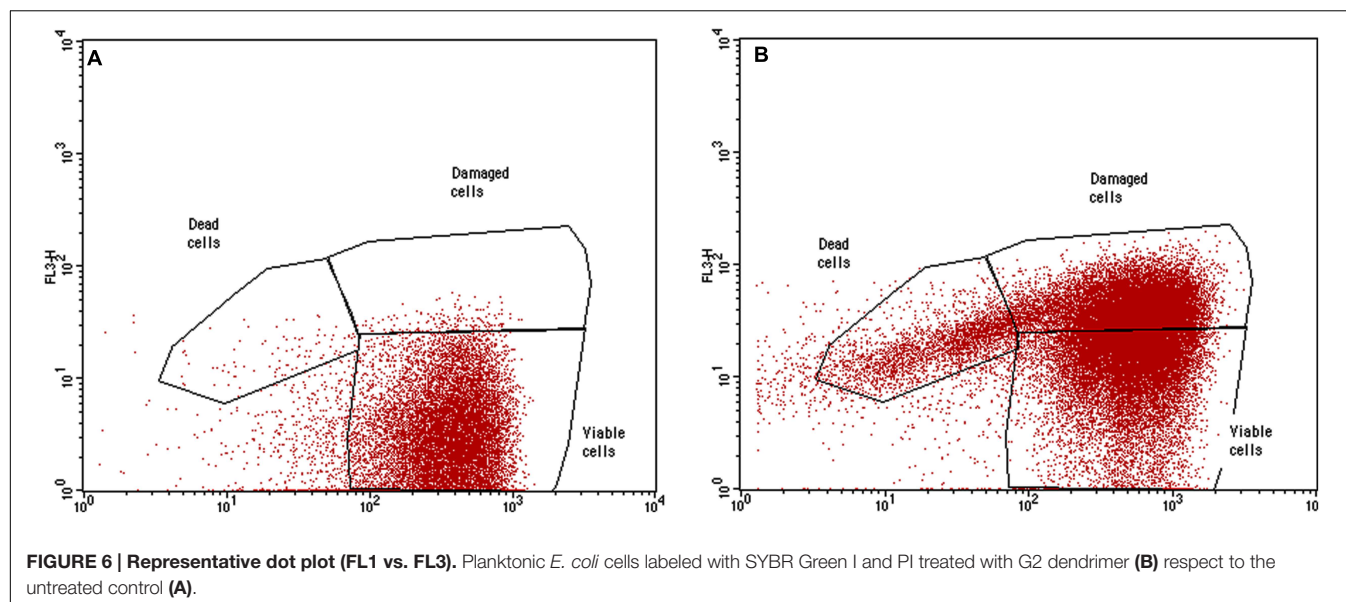 A
10^4
10^3
10^2
10^1
10^0
FL3-H
Damaged
cells
Dead
cells
Viable
cells
10^0
10^1
10^2
10^3
10^4
B
10^4
10^3
10^2
10^1
10^0
FL3-H
Damaged
cells
Dead
cells
Viable
cells
10^0
10^1
10^2
10^3
10
FIGURE 6 | Representative dot plot (FL1 vs. FL3). Planktonic E. coli cells labeled with SYBR Green I and PI treated with G2 dendrimer (B) respect to the
untreated control (A).